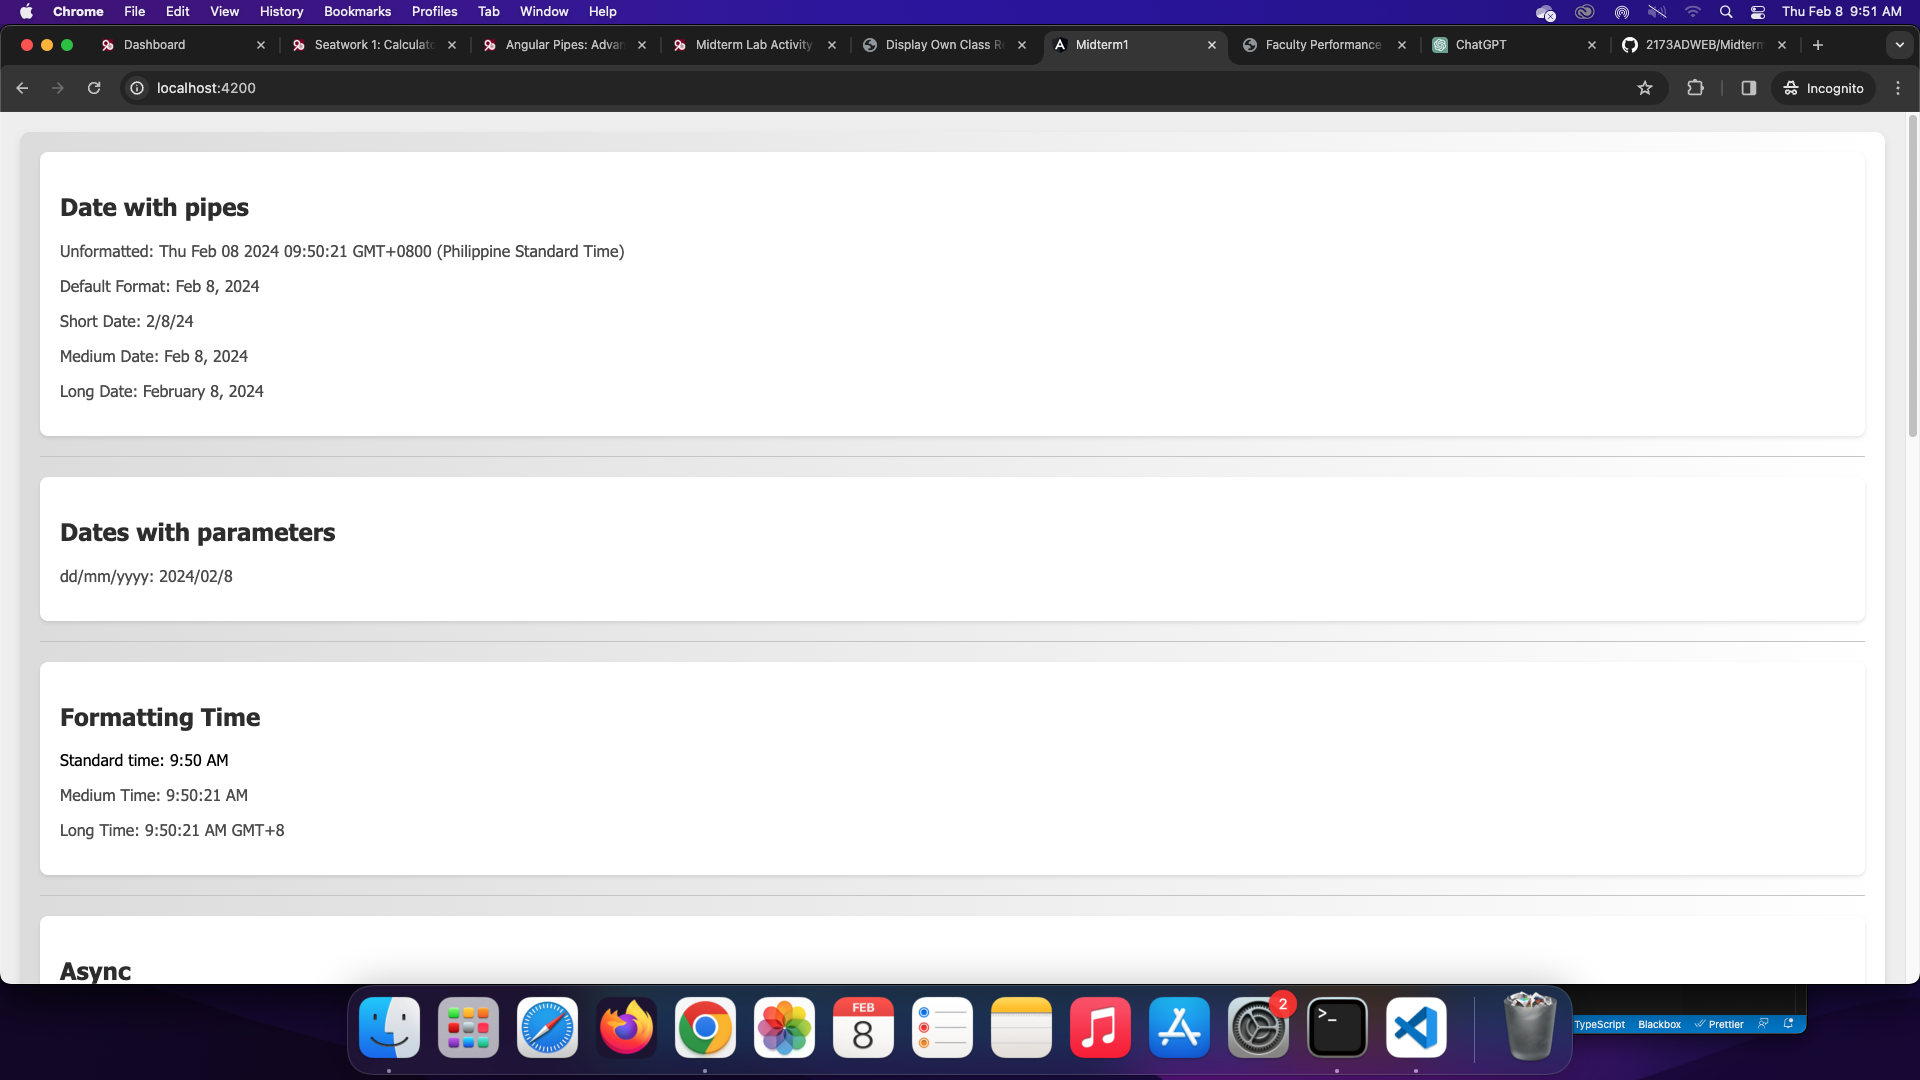 Chrome File Edit View History Bookmarks Profiles Tab Window Help Thu Feb 8 9:51 AM
Dashboard Seatwork 1: Calculato Angular Pipes: Advan Midterm Lab Activity Display Own Class Re Midterm1 Faculty Performance ChatGPT 2173ADWEB/Midterm
localhost:4200 Incognito
Date with pipes
Unformatted: Thu Feb 08 2024 09:50:21 GMT+0800 (Philippine Standard Time)
Default Format: Feb 8, 2024
Short Date: 2/8/24
Medium Date: Feb 8, 2024
Long Date: February 8, 2024
Dates with parameters
dd/mm/yyyy: 2024/02/8
Formatting Time
Standard time: 9:50 AM
Medium Time: 9:50:21 AM
Long Time: 9:50:21 AM GMT+8
Async
FEB
8
2
TypeScript Blackbox Prettier